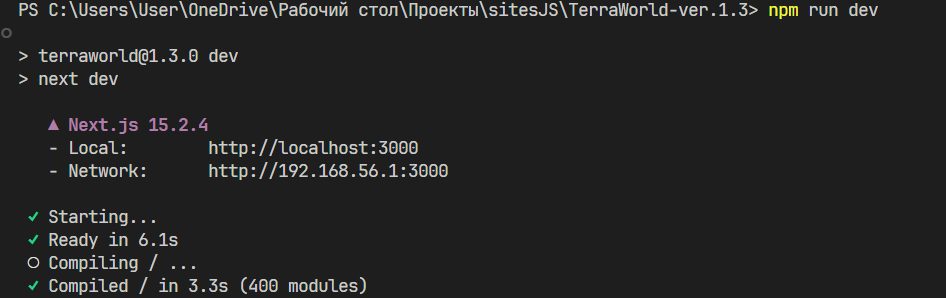 PS C:\Users\User\OneDrive\Рабочий стол\Проекты\sitesJS\TerraWorld-ver.1.3> npm run dev
> terraworld@1.3.0 dev
> next dev
▲ Next.js 15.2.4
- Local: http://localhost:3000
- Network: http://192.168.56.1:3000
✓ Starting...
✓ Ready in 6.1s
○ Compiling / ...
✓ Compiled / in 3.3s (400 modules)